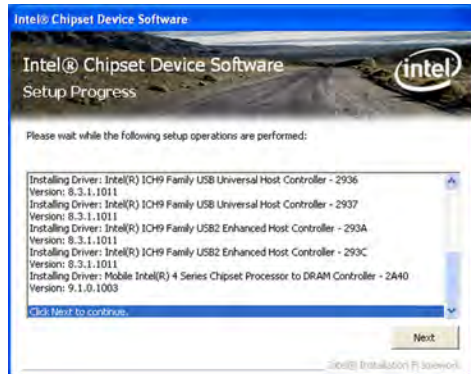 Intel® Chipset Device Software
Intel® Chipset Device Software
Setup Progress
intel
Please wait while the following setup operations are performed:
Installing Driver: Intel(R) ICH9 Family USB Universal Host Controller - 2936
Version: 8.3.1.1011
Installing Driver: Intel(R) ICH9 Family USB Universal Host Controller - 2937
Version: 8.3.1.1011
Installing Driver: Intel(R) ICH9 Family USB2 Enhanced Host Controller - 293A
Version: 8.3.1.1011
Installing Driver: Intel(R) ICH9 Family USB2 Enhanced Host Controller - 293C
Version: 8.3.1.1011
Installing Driver: Mobile Intel(R) 4 Series Chipset Processor to DRAM Controller - 2A40
Version: 9.1.0.1003
Click Next to continue.
Next
Intel® Installation Framework